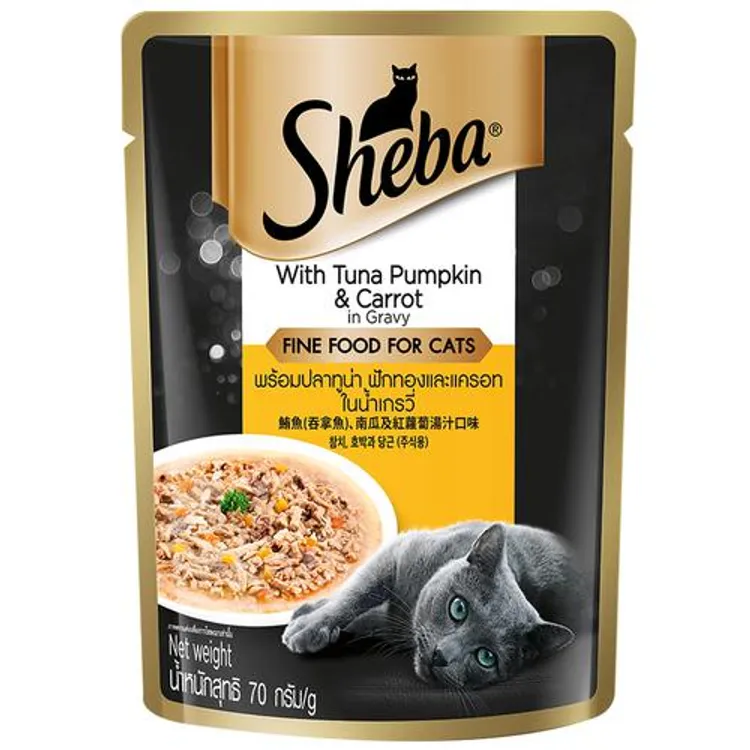 Sheba®
With Tuna Pumpkin
& Carrot
in Gravy
FINE FOOD FOR CATS
พร้อมปลาทูน่า ฟักทองและแครอท
ในน้ำเกรวี่
鮪魚(吞拿魚)、南瓜及紅蘿蔔湯汁口味
참치, 호박과 당근 (주식용)
Net weight
น้ำหนักสุทธิ 70 กรัม/g